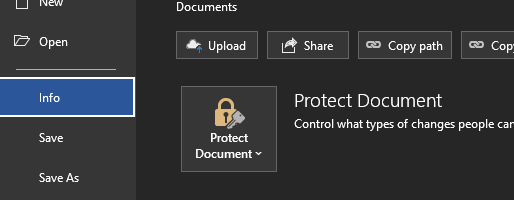 New
Documents
Open
Upload
Share
Copy path
Info
Protect Document
Control what types of changes people can
Protect
Document
Save
Save As